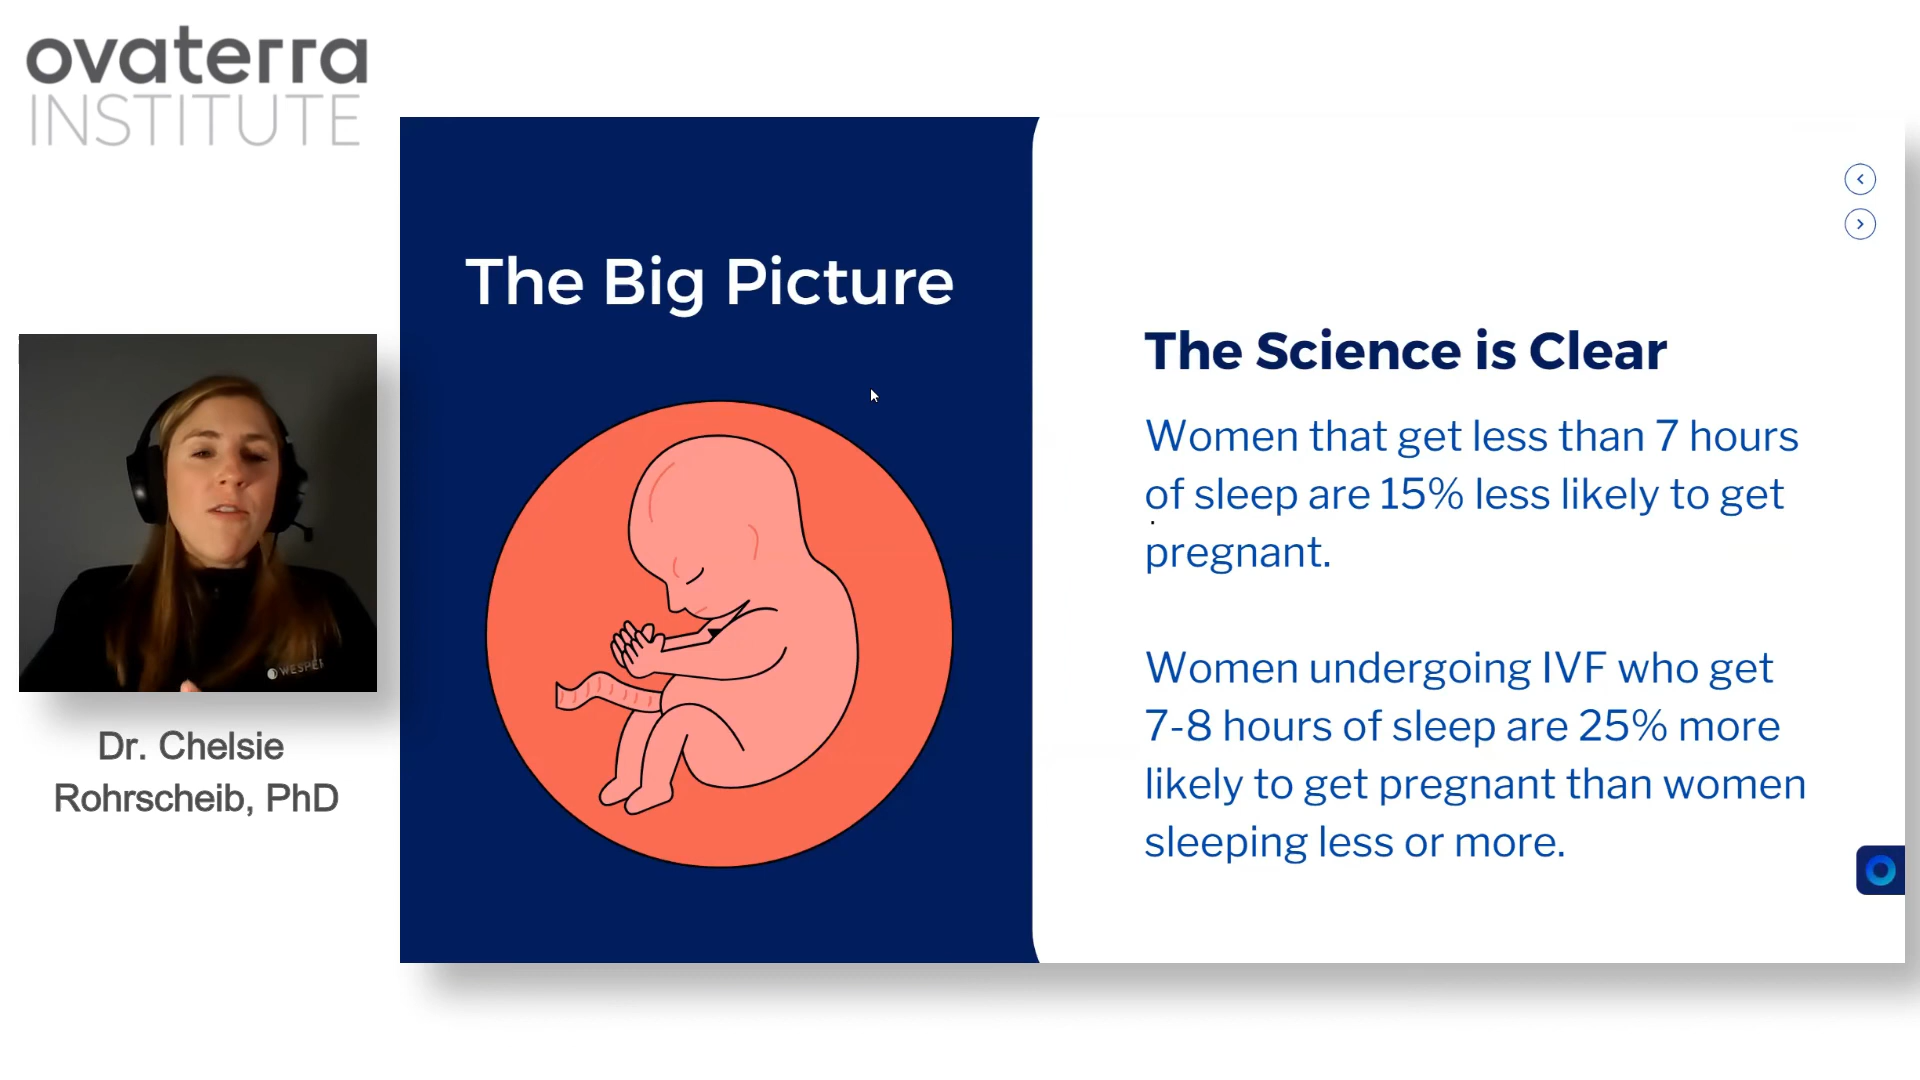 ovaterra
INSTITUTE
The Big Picture
The Science is Clear
Women that get less than 7 hours
of sleep are 15% less likely to get
pregnant.
Women undergoing IVF who get
7-8 hours of sleep are 25% more
likely to get pregnant than women
sleeping less or more.
WESPER
Dr. Chelsie
Rohrscheib, PhD